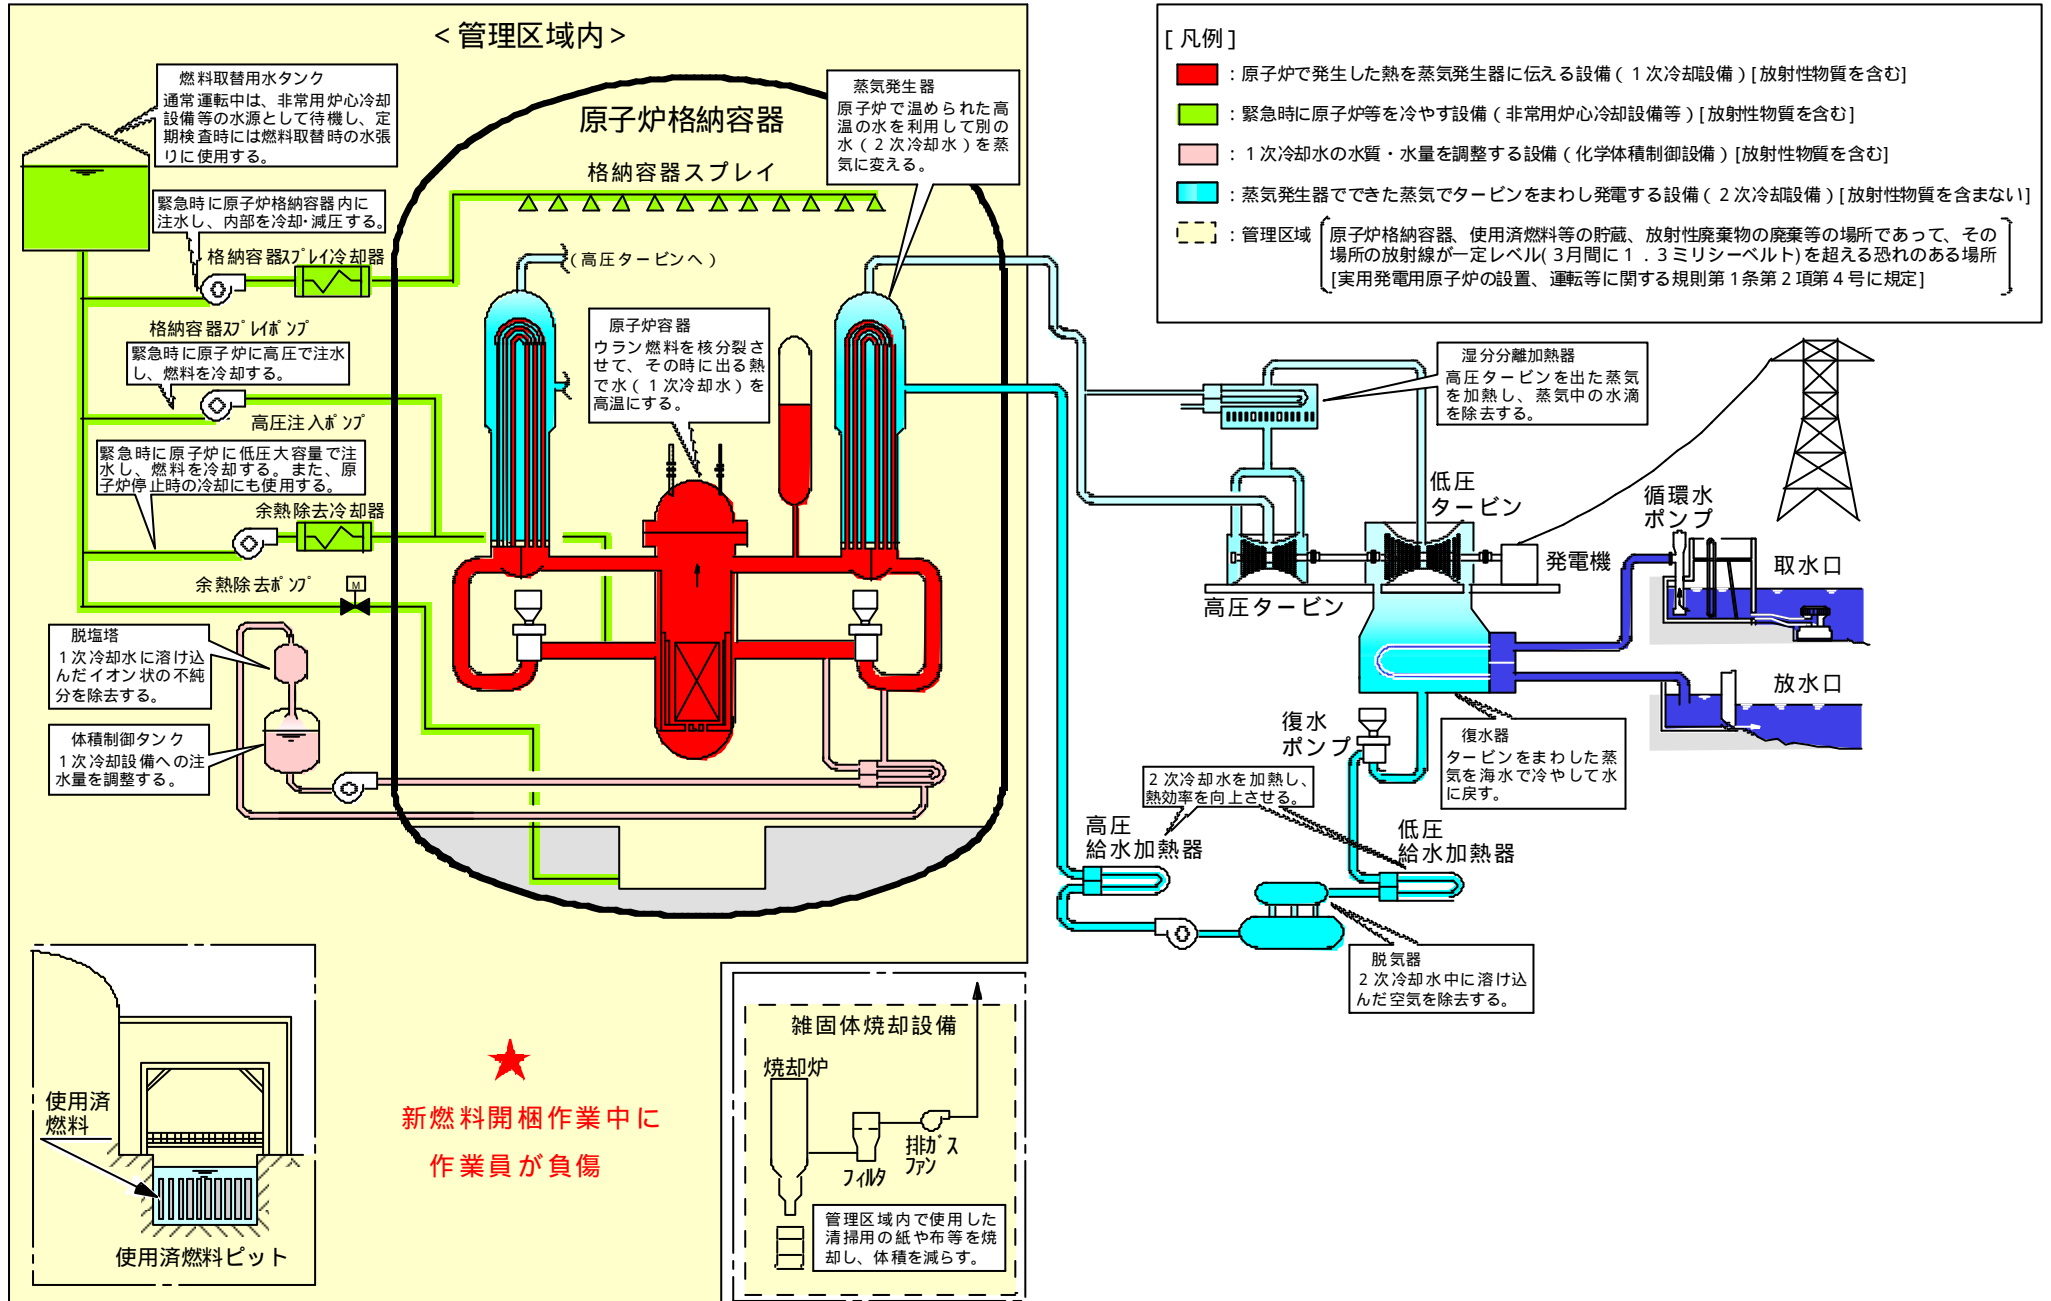 ＜管理区域内＞
燃料取替用水タンク
通常運転中は、非常用炉心冷却
設備等の水源として待機し、定
期検査時には燃料取替時の水張
りに使用する。
原子炉格納容器
格納容器スプレイ
蒸気発生器
原子炉で温められた高
温の水を利用して別の
水（２次冷却水）を蒸
気に変える。
緊急時に原子炉格納容器内に
注水し、内部を冷却･減圧する。
格納容器ｽﾌﾟﾚｲ冷却器
（高圧タービンへ）
格納容器ｽﾌﾟﾚｲﾎﾟﾝﾌﾟ
緊急時に原子炉に高圧で注水
し、燃料を冷却する。
高圧注入ﾎﾟﾝﾌﾟ
原子炉容器
ウラン燃料を核分裂さ
せて、その時に出る熱
で水（１次冷却水）を
高温にする。
緊急時に原子炉に低圧大容量で注
水し、燃料を冷却する。また、原
子炉停止時の冷却にも使用する。
余熱除去冷却器
余熱除去ﾎﾟﾝﾌﾟ
M
脱塩塔
１次冷却水に溶け込
んだイオン状の不純
分を除去する。
体積制御タンク
１次冷却設備への注
水量を調整する。
[凡例]
：原子炉で発生した熱を蒸気発生器に伝える設備（１次冷却設備）[放射性物質を含む]
：緊急時に原子炉等を冷やす設備（非常用炉心冷却設備等）[放射性物質を含む]
：１次冷却水の水質・水量を調整する設備（化学体積制御設備）[放射性物質を含む]
：蒸気発生器でできた蒸気でタービンをまわし発電する設備（２次冷却設備）[放射性物質を含まない]
：管理区域
原子炉格納容器、使用済燃料等の貯蔵、放射性廃棄物の廃棄等の場所であって、その
場所の放射線が一定レベル(３月間に１．３ミリシーベルト)を超える恐れのある場所
[実用発電用原子炉の設置、運転等に関する規則第１条第２項第４号に規定]
湿分分離加熱器
高圧タービンを出た蒸気
を加熱し、蒸気中の水滴
を除去する。
低圧
タービン
発電機
高圧タービン
循環水
ポンプ
取水口
放水口
復水
ポンプ
復水器
タービンをまわした蒸
気を海水で冷やして水
に戻す。
２次冷却水を加熱し、
熱効率を向上させる。
高圧
給水加熱器
低圧
給水加熱器
脱気器
２次冷却水中に溶け込
んだ空気を除去する。
使用済
燃料
使用済燃料ピット
★
新燃料開梱作業中に
作業員が負傷
雑固体焼却設備
焼却炉
ﾌｨﾙﾀ
排ｶﾞｽ
ﾌｧﾝ
管理区域内で使用した
清掃用の紙や布等を焼
却し、体積を減らす。